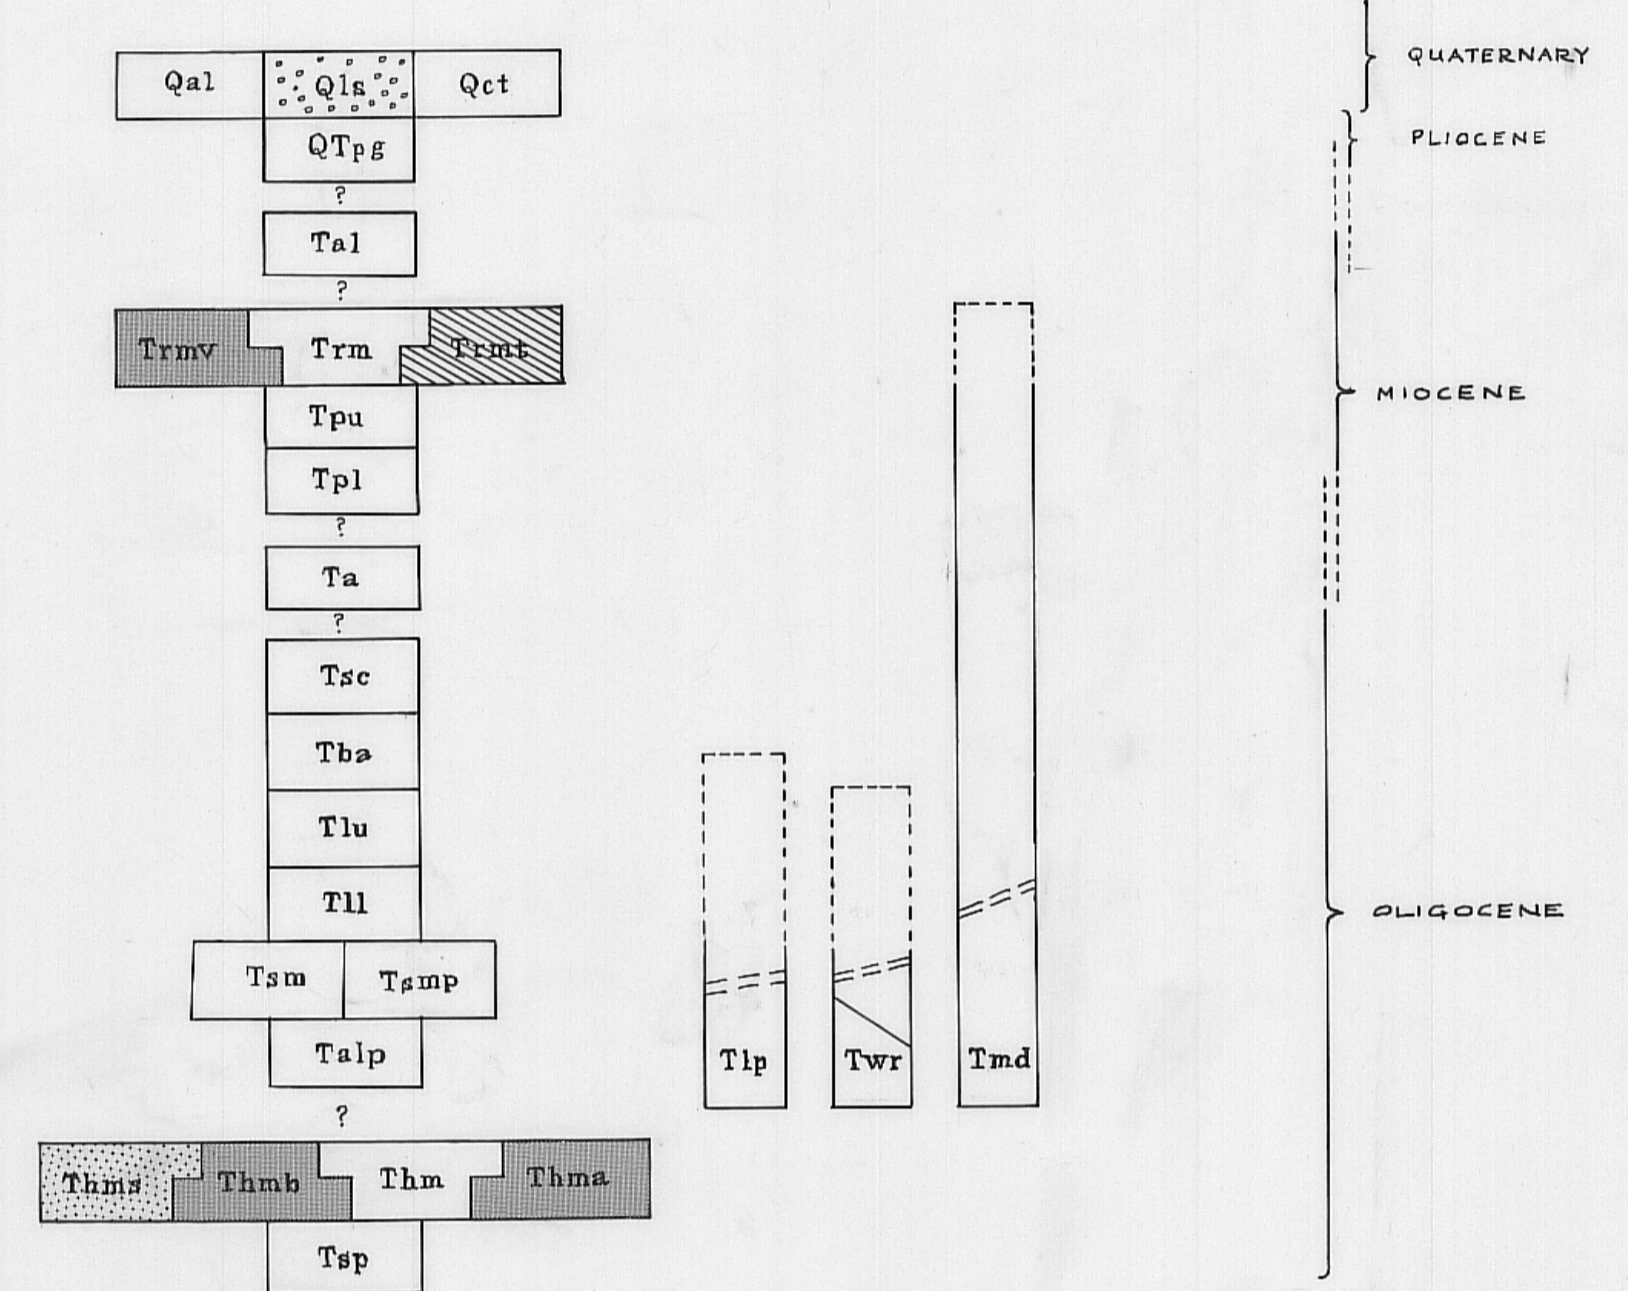 Qal Qls Qct
QUATERNARY
QTpg
PLIOCENE
?
Tal
?
Trmv Trm Trmt
MIOCENE
Tpu
Tpl
?
Ta
?
Tsc
Tba
Tlu
Tll
OLIGOCENE
Tsm Tsmp
Talp
Tlp Twr Tmd
?
Thms Thmb Thm Thma
Tsp